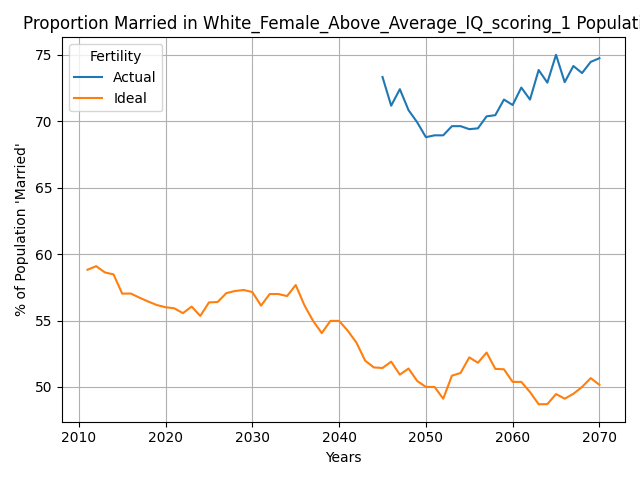 Proportion Married in White_Female_Above_Average_IQ_scoring_1 Populati
Fertility
Actual
Ideal
% of Population 'Married'
75
70
65
60
55
50
2010 2020 2030 2040 2050 2060 2070
Years